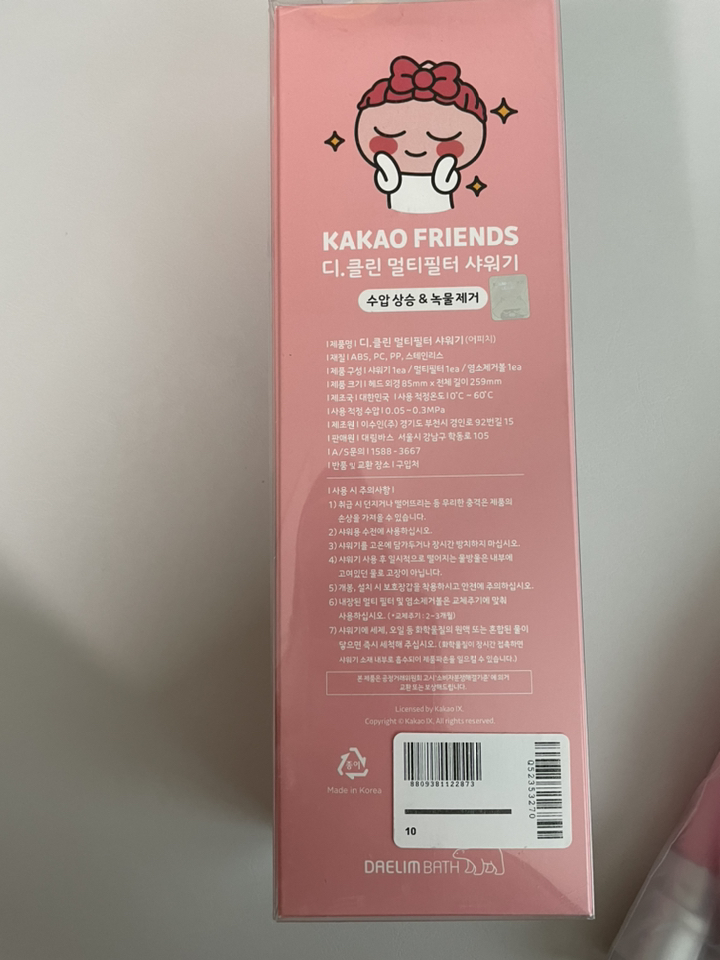 KAKAO FRIENDS
디.클린 멀티필터 샤워기
수압 상승 & 녹물 제거
| 제품명 | 디.클린 멀티필터 샤워기 (어피치)
| 재질 | ABS, PC, PP, 스테인리스
| 제품 구성 | 샤워기 1ea / 멀티필터 1ea / 염소제거볼 1ea
| 제품 크기 | 헤드 외경 85mm x 전체 길이 259mm
| 제조국 | 대한민국 | 사용 적정온도 | 0℃ ~ 60℃
| 사용 적정 수압 | 0.05~0.3MPa
| 제조원 | 이수인(주) 경기도 부천시 경인로 92번길 15
| 판매원 | 대림바스 서울시 강남구 학동로 105
| A/S문의 | 1588-3667
| 반품 및 교환 장소 | 구입처
| 사용 시 주의사항 |
1) 취급 시 던지거나 떨어뜨리는 등 무리한 충격은 제품의
손상을 가져올 수 있습니다.
2) 샤워용 수전에 사용하십시오.
3) 샤워기를 고온에 담가두거나 장시간 방치하지 마십시오.
4) 샤워기 사용 후 일시적으로 떨어지는 물방울은 내부에
고여있던 물로 고장이 아닙니다.
5) 개봉, 설치 시 보호장갑을 착용하시고 안전에 주의하십시오.
6) 내장된 멀티 필터 및 염소제거볼은 교체주기에 맞춰
사용하십시오. (*교체주기 : 2~3개월)
7) 샤워기에 세제, 오일 등 화학물질의 원액 또는 혼합된 물이
닿으면 즉시 세척해 주십시오. (화학물질이 장시간 접촉하면
샤워기 소재 내부로 흡수되어 제품파손을 일으킬 수 있습니다.)
본 제품은 공정거래위원회 고시 '소비자분쟁해결기준'에 의거
교환 또는 보상해드립니다.
Licensed by Kakao IX.
Copyright © Kakao IX. All rights reserved.
종이
Made in Korea
8809381122873
Q523353270
10
DAELIM BATH